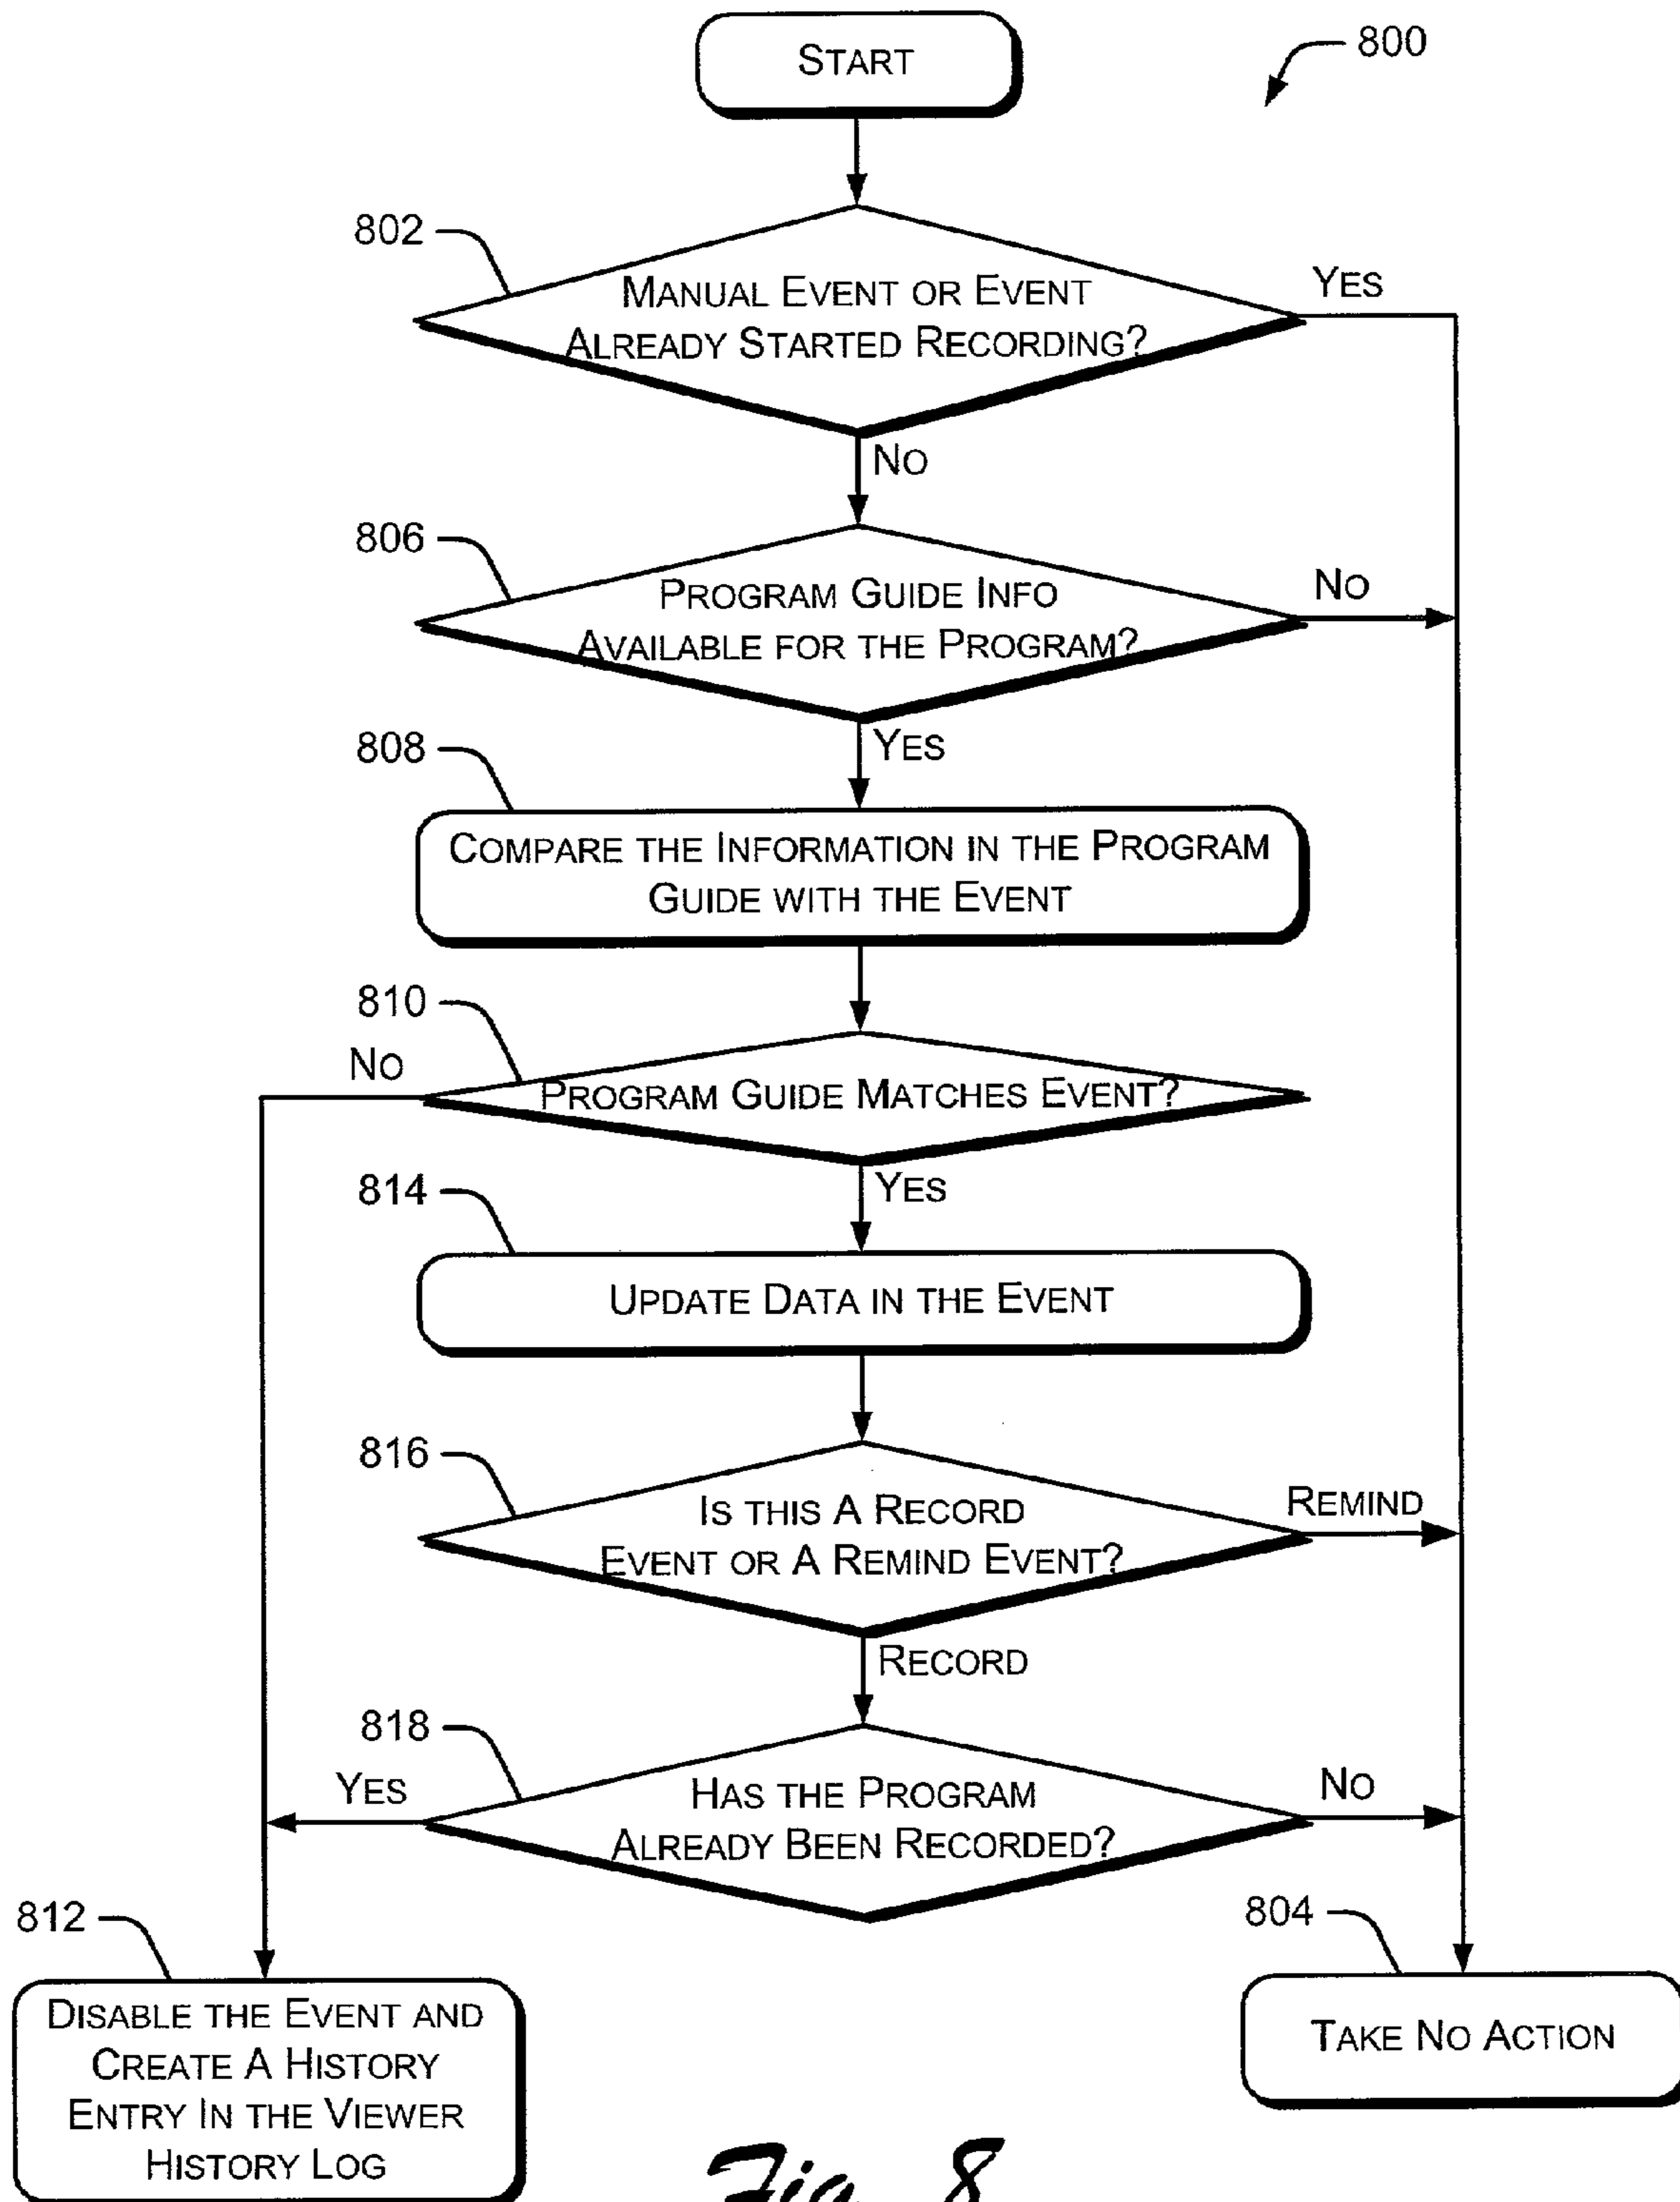 START
800
802
MANUAL EVENT OR EVENT
ALREADY STARTED RECORDING?
YES
NO
806
PROGRAM GUIDE INFO
AVAILABLE FOR THE PROGRAM?
NO
YES
808
COMPARE THE INFORMATION IN THE PROGRAM
GUIDE WITH THE EVENT
810
NO
PROGRAM GUIDE MATCHES EVENT?
YES
814
UPDATE DATA IN THE EVENT
816
IS THIS A RECORD
EVENT OR A REMIND EVENT?
REMIND
RECORD
818
YES
HAS THE PROGRAM
ALREADY BEEN RECORDED?
NO
812
DISABLE THE EVENT AND
CREATE A HISTORY
ENTRY IN THE VIEWER
HISTORY LOG
804
TAKE NO ACTION
Fig. 8